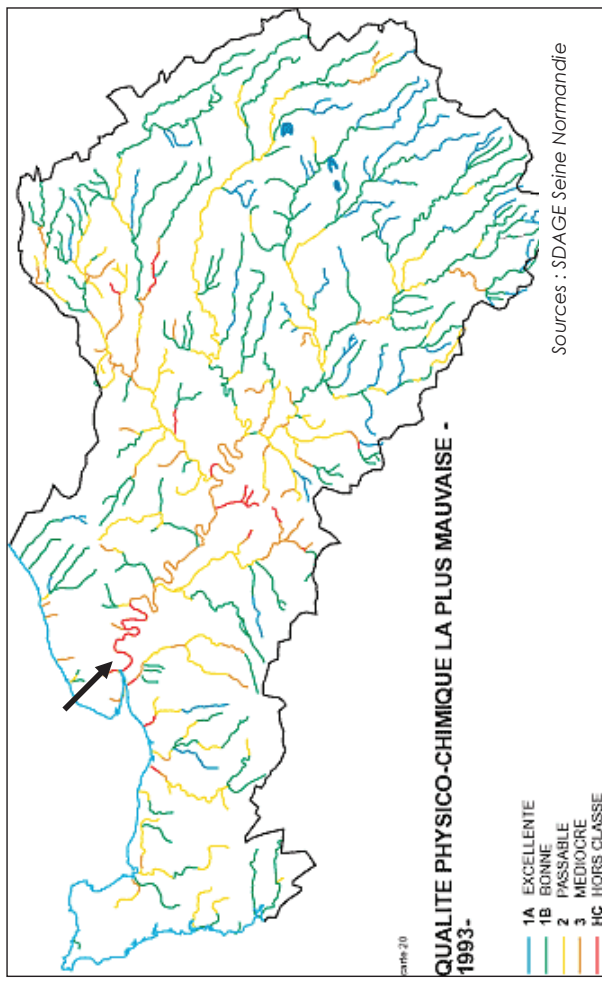 Sources : SDAGE Seine Normandie
carte 20
QUALITE PHYSICO-CHIMIQUE LA PLUS MAUVAISE -
1993-
1A EXCELLENTE
1B BONNE
2 PASSABLE
3 MEDIOCRE
HC HORS CLASSE